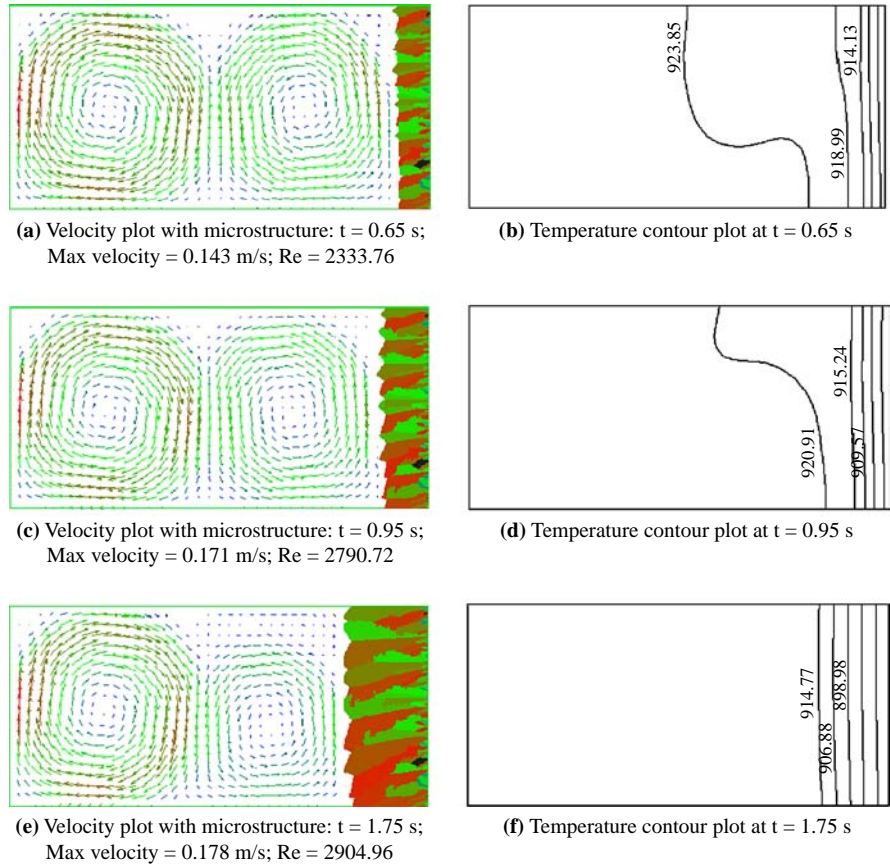 923.85
914.13
918.99
(a) Velocity plot with microstructure: t = 0.65 s;
Max velocity = 0.143 m/s; Re = 2333.76
(b) Temperature contour plot at t = 0.65 s
915.24
920.91
909.57
(c) Velocity plot with microstructure: t = 0.95 s;
Max velocity = 0.171 m/s; Re = 2790.72
(d) Temperature contour plot at t = 0.95 s
914.77
898.98
906.88
(e) Velocity plot with microstructure: t = 1.75 s;
Max velocity = 0.178 m/s; Re = 2904.96
(f) Temperature contour plot at t = 1.75 s